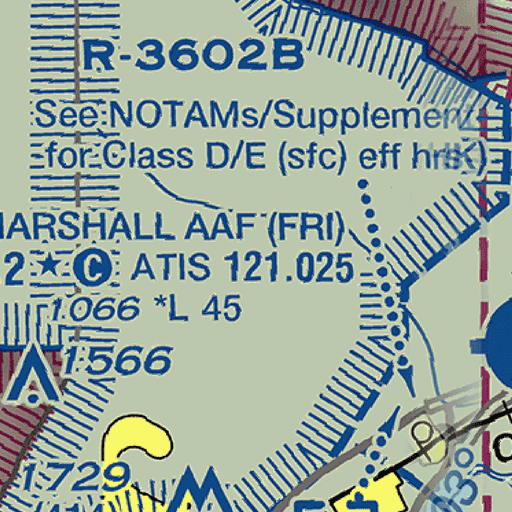 R-3602B
See NOTAMs/Supplement
for Class D/E (sfc) eff hrs
MARSHALL AAF (FRI)
2 ★ C ATIS 121.025
1066 *L 45
1566
1729